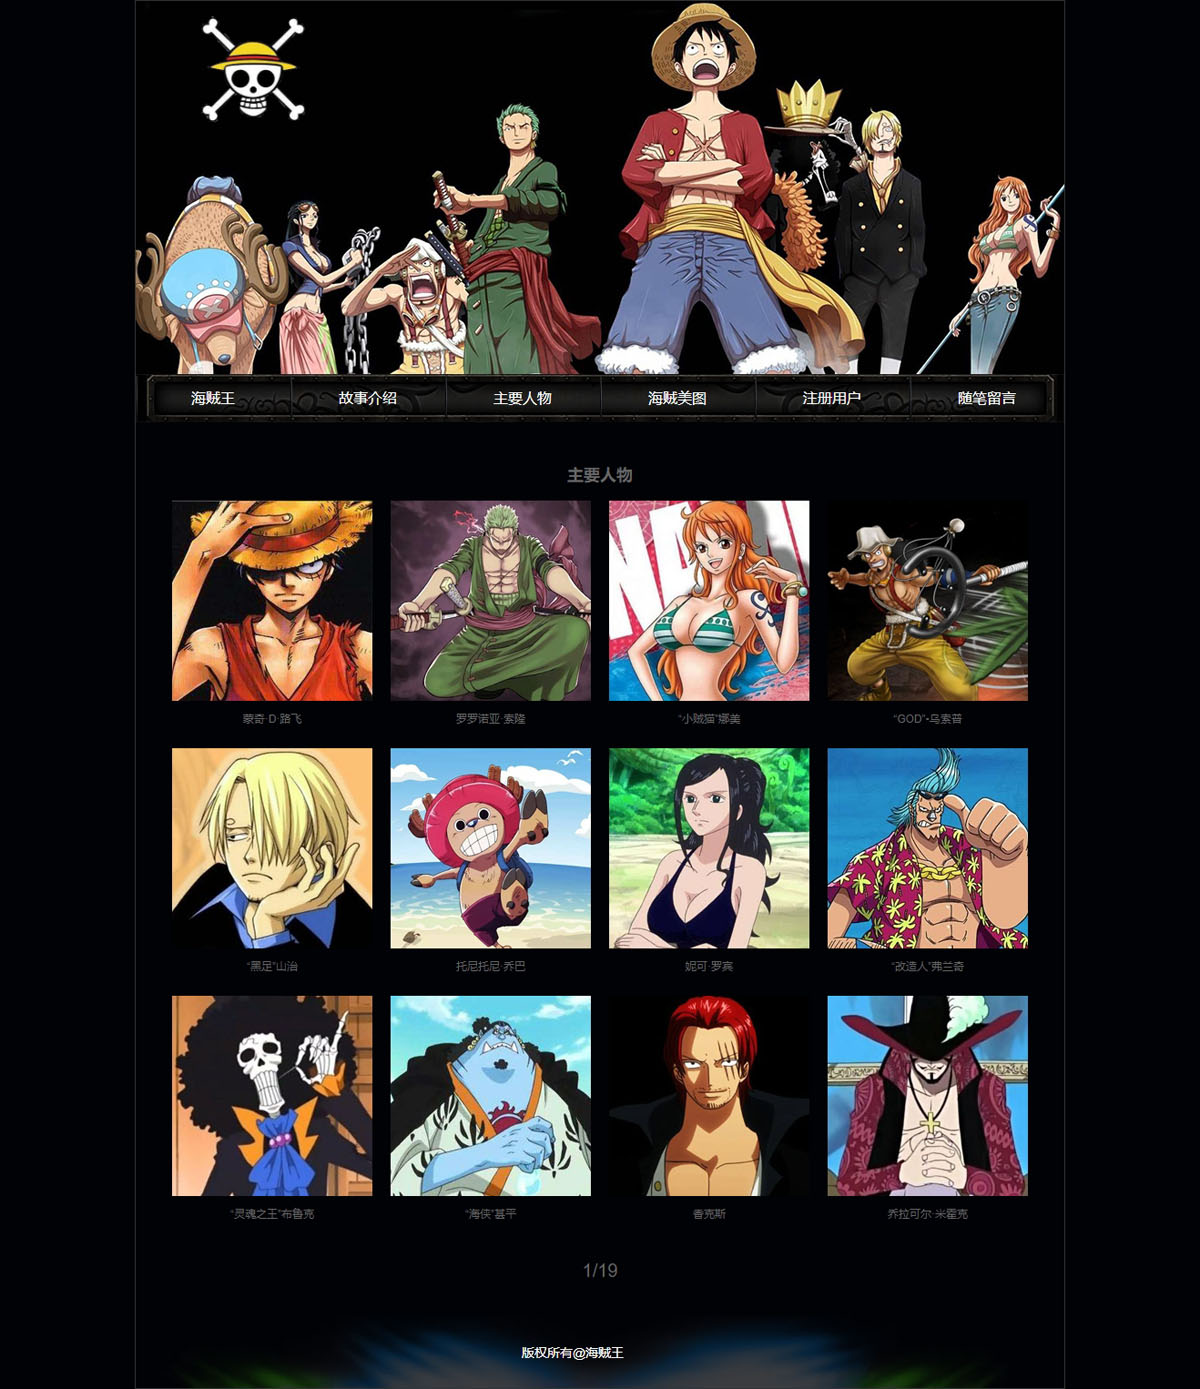 海贼王 故事介绍 主要人物 海贼美图 注册用户 随笔留言
主要人物
蒙奇·D·路飞 罗罗诺亚·索隆 “小贼猫”娜美 “GOD”•乌索普
“黑足”山治 托尼托尼·乔巴 妮可·罗宾 “改造人”弗兰奇
“灵魂之王”布鲁克 “海侠”甚平 香克斯 乔拉可尔·米霍克
1/19
版权所有@海贼王